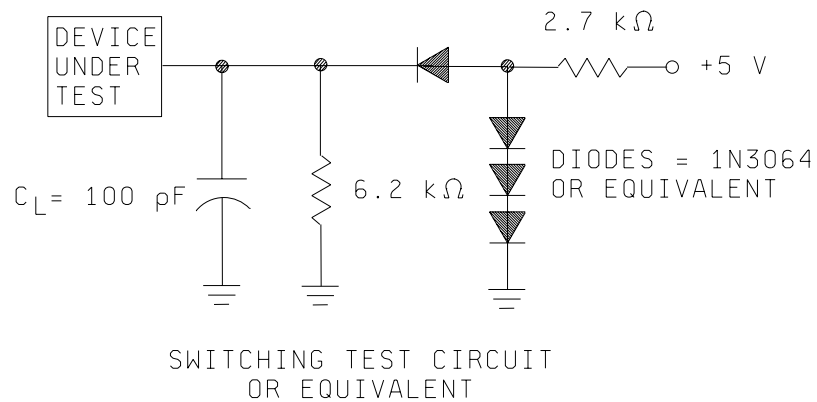 2.7 kΩ
DEVICE
UNDER
TEST
+5 V
DIODES = 1N3064
OR EQUIVALENT
6.2 kΩ
CL= 100 pF
SWITCHING TEST CIRCUIT
OR EQUIVALENT